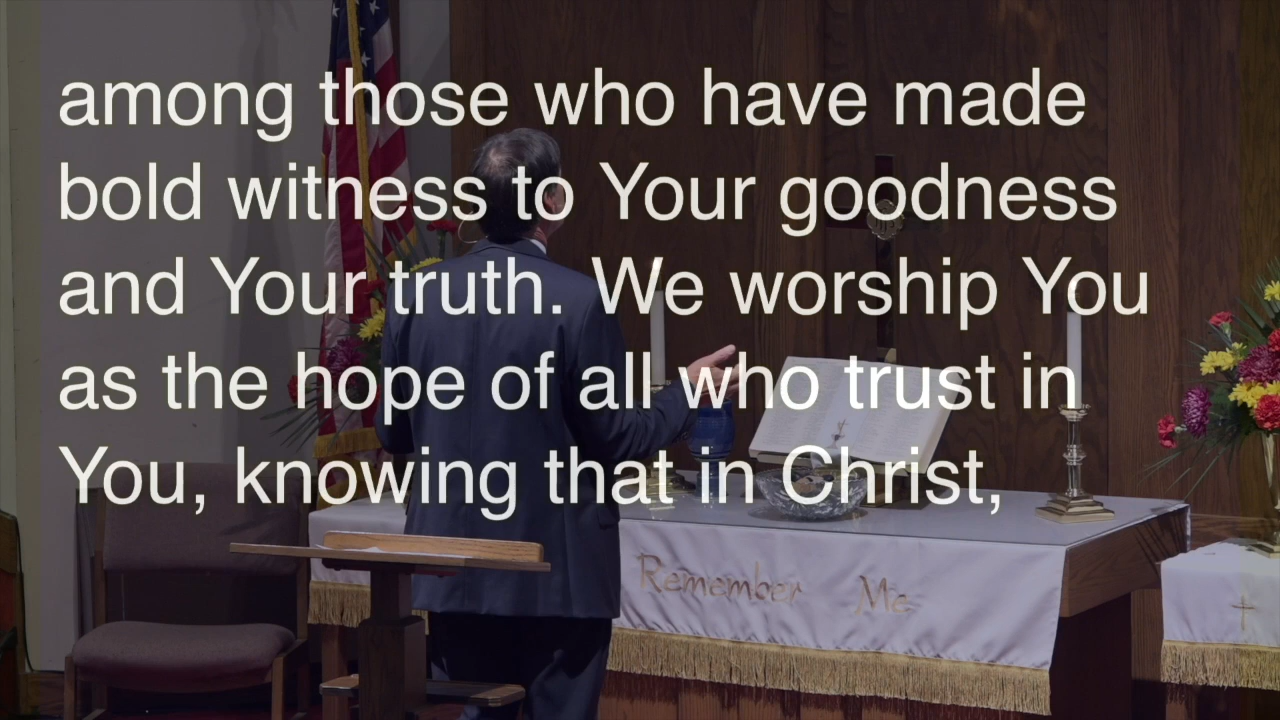 among those who have made
bold witness to Your goodness
and Your truth. We worship You
as the hope of all who trust in
You, knowing that in Christ,
Remember Me